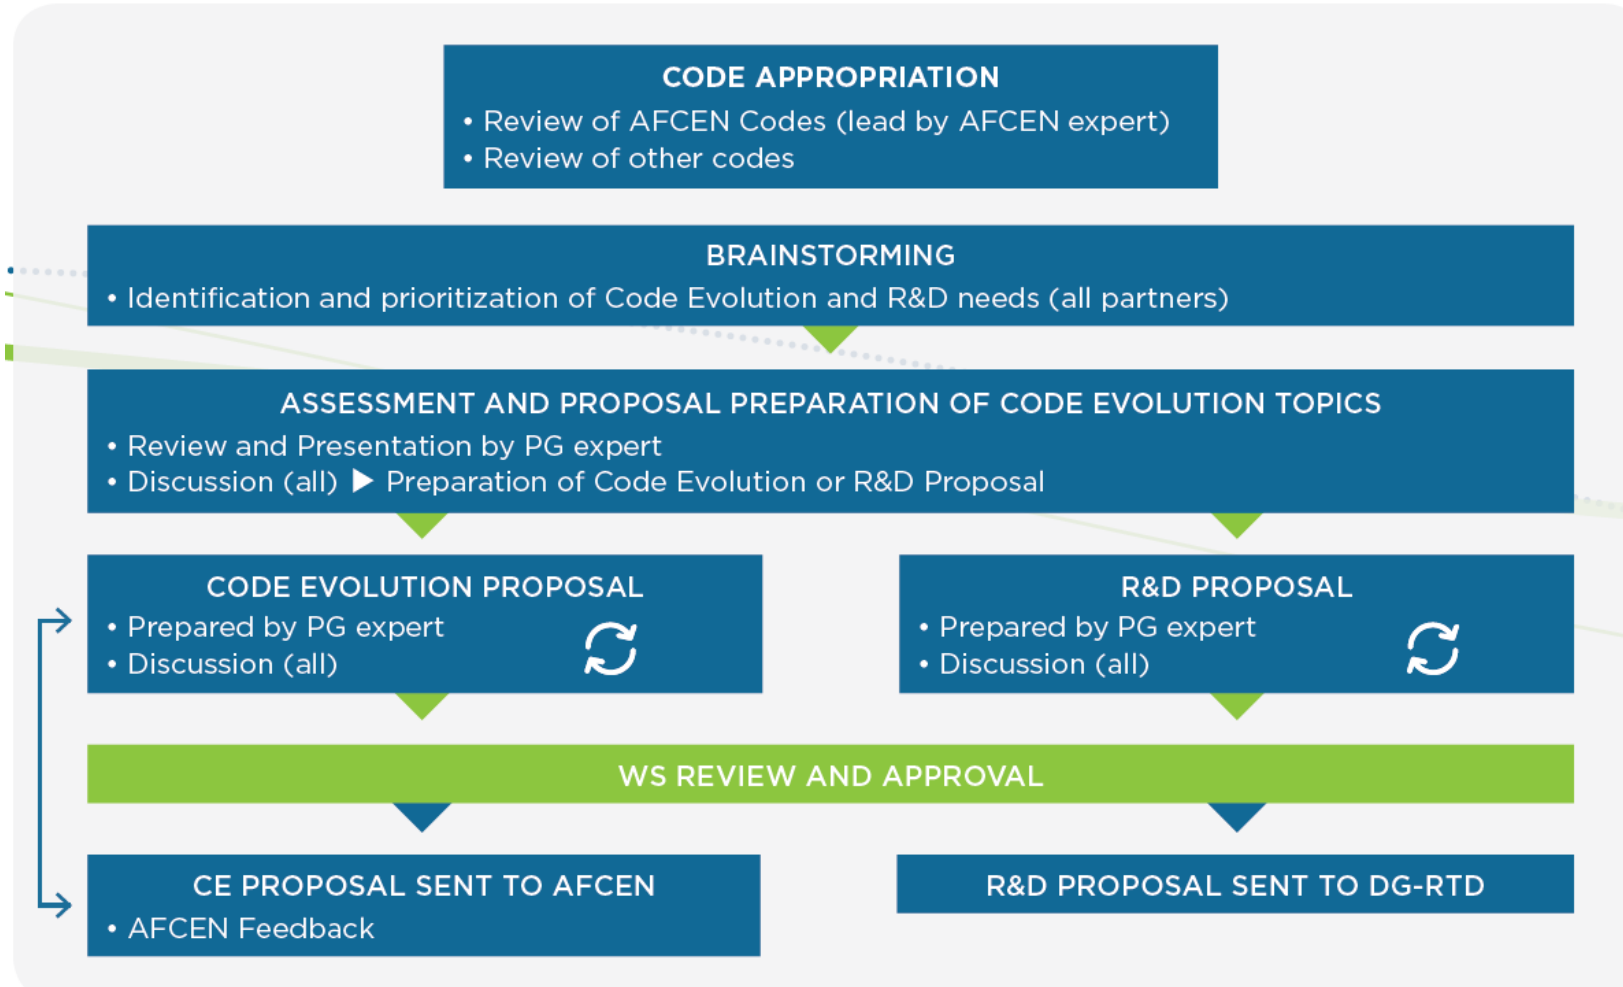 CODE APPROPRIATION
• Review of AFCEN Codes (lead by AFCEN expert)
• Review of other codes
BRAINSTORMING
• Identification and prioritization of Code Evolution and R&D needs (all partners)
ASSESSMENT AND PROPOSAL PREPARATION OF CODE EVOLUTION TOPICS
• Review and Presentation by PG expert
• Discussion (all) ▶ Preparation of Code Evolution or R&D Proposal
CODE EVOLUTION PROPOSAL
• Prepared by PG expert
• Discussion (all)
R&D PROPOSAL
• Prepared by PG expert
• Discussion (all)
WS REVIEW AND APPROVAL
CE PROPOSAL SENT TO AFCEN
• AFCEN Feedback
R&D PROPOSAL SENT TO DG-RTD